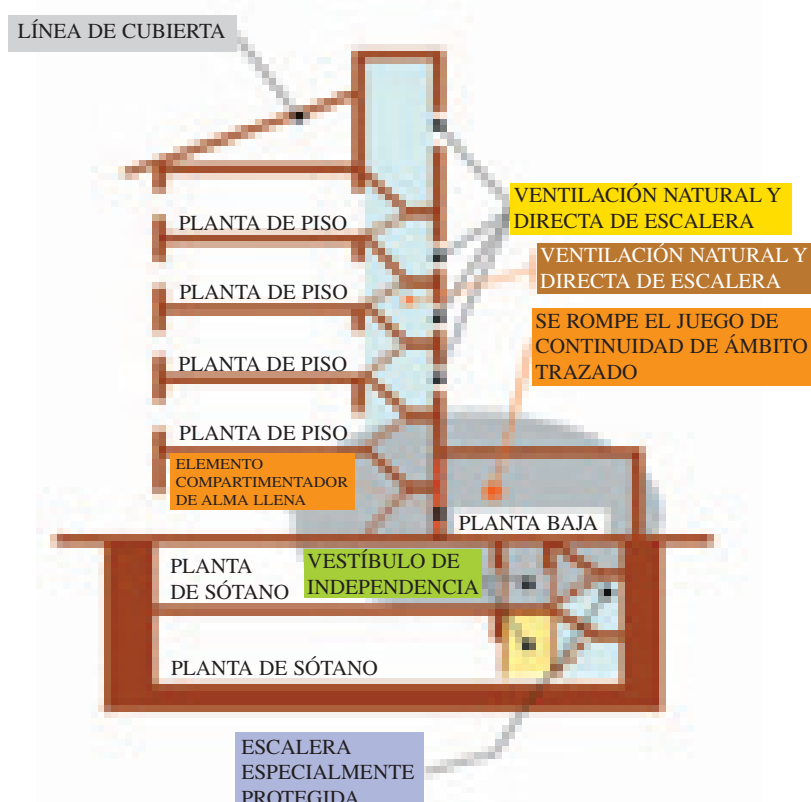 LÍNEA DE CUBIERTA
VENTILACIÓN NATURAL Y
DIRECTA DE ESCALERA
PLANTA DE PISO
VENTILACIÓN NATURAL Y
DIRECTA DE ESCALERA
PLANTA DE PISO
SE ROMPE EL JUEGO DE
CONTINUIDAD DE ÁMBITO
TRAZADO
PLANTA DE PISO
PLANTA DE PISO
ELEMENTO
COMPARTIMENTADOR
DE ALMA LLENA
PLANTA BAJA
PLANTA
DE SÓTANO
VESTÍBULO DE
INDEPENDENCIA
PLANTA DE SÓTANO
ESCALERA
ESPECIALMENTE
PROTEGIDA